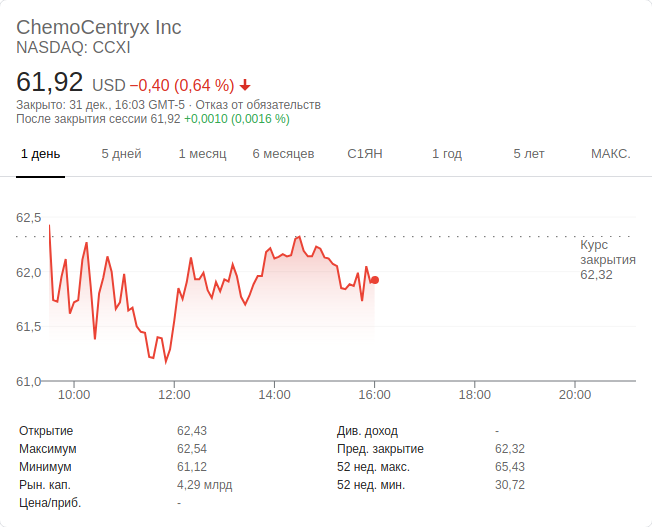 ChemoCentryx Inc
NASDAQ: CCXI
61,92 USD −0,40 (0,64 %)
Закрыто: 31 дек., 16:03 GMT-5 · Отказ от обязательств
После закрытия сессии 61,92 +0,0010 (0,0016 %)
1 день 5 дней 1 месяц 6 месяцев С1ЯН 1 год 5 лет МАКС.
62,5
Курс
закрытия
62,32
62,0
61,5
61,0
10:00 12:00 14:00 16:00 18:00 20:00
Открытие 62,43 Див. доход -
Максимум 62,54 Пред. закрытие 62,32
Минимум 61,12 52 нед. макс. 65,43
Рын. кап. 4,29 млрд 52 нед. мин. 30,72
Цена/приб. -